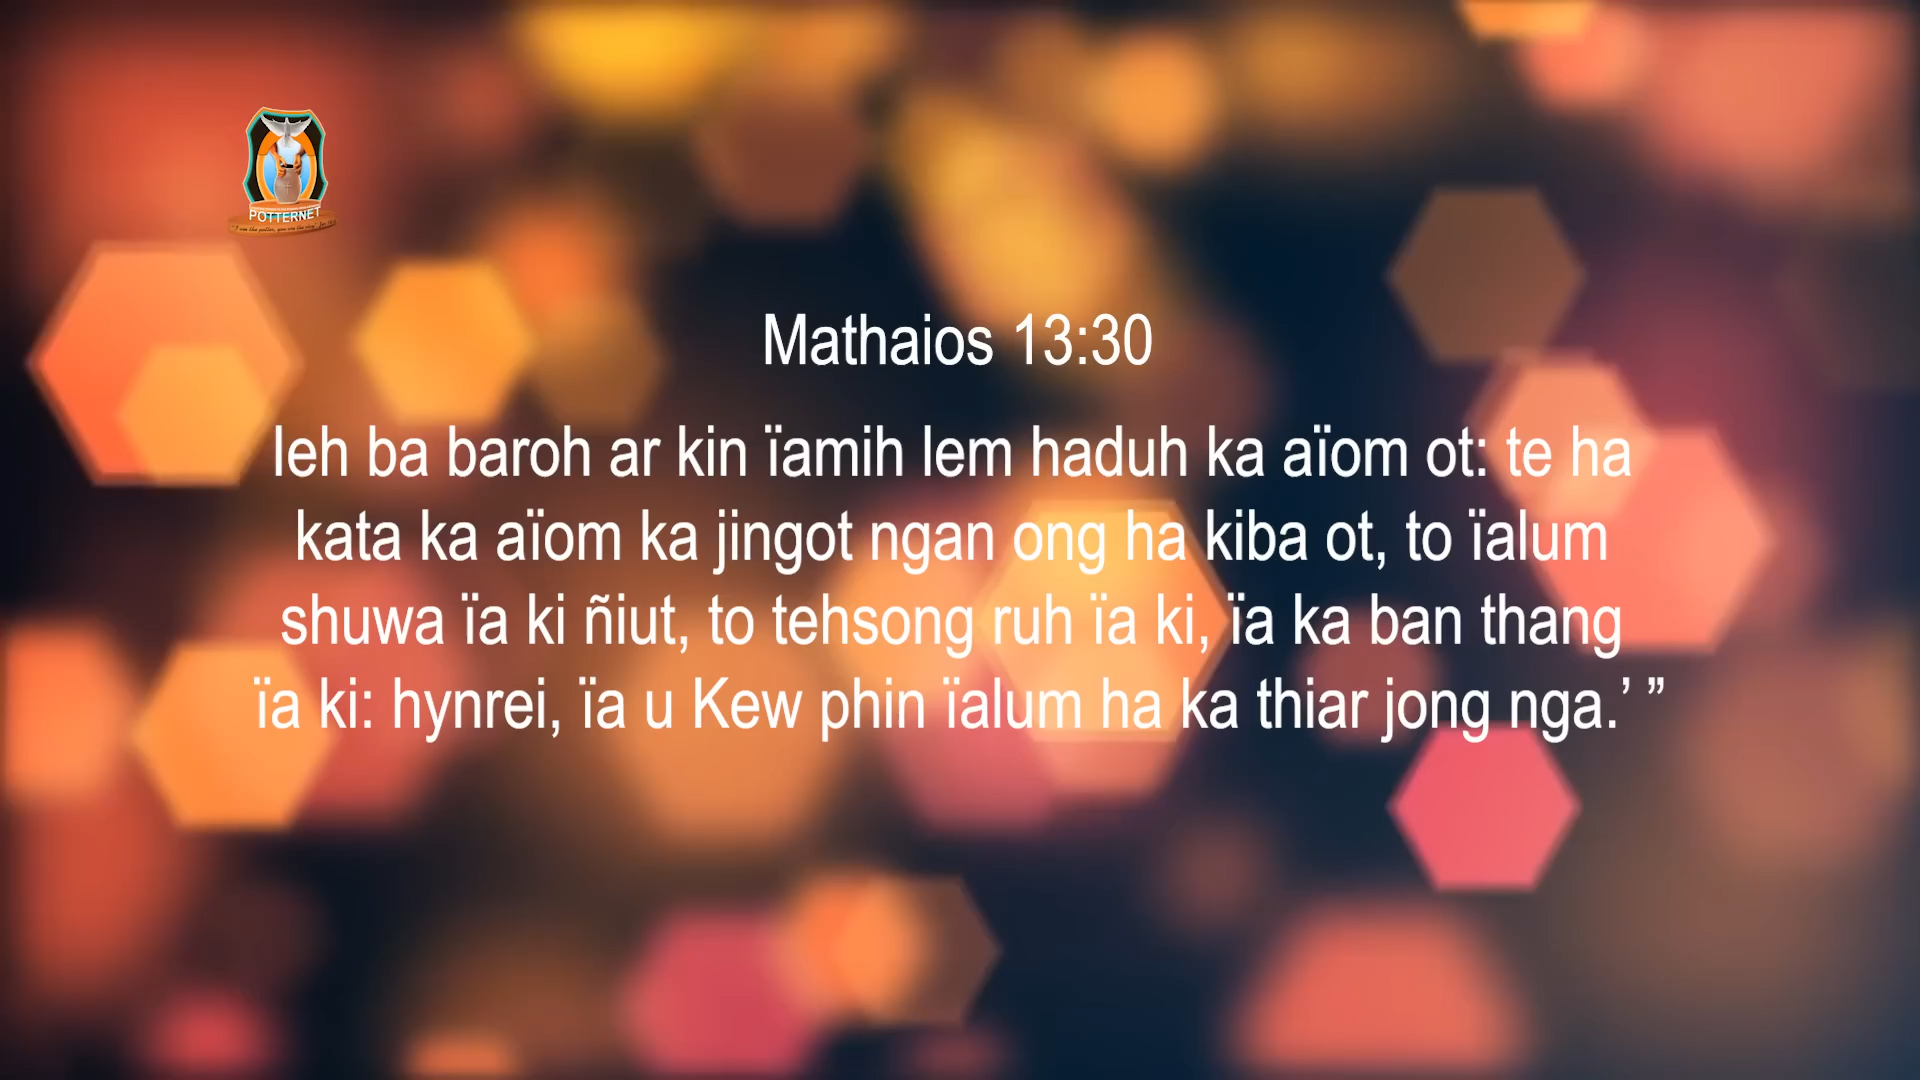 POTTERNET
Mathaios 13:30
Ieh ba baroh ar kin ïamih lem haduh ka aïom ot: te ha
kata ka aïom ka jingot ngan ong ha kiba ot, to ïalum
shuwa ïa ki ñiut, to tehsong ruh ïa ki, ïa ka ban thang
ïa ki: hynrei, ïa u Kew phin ïalum ha ka thiar jong nga.’ ”